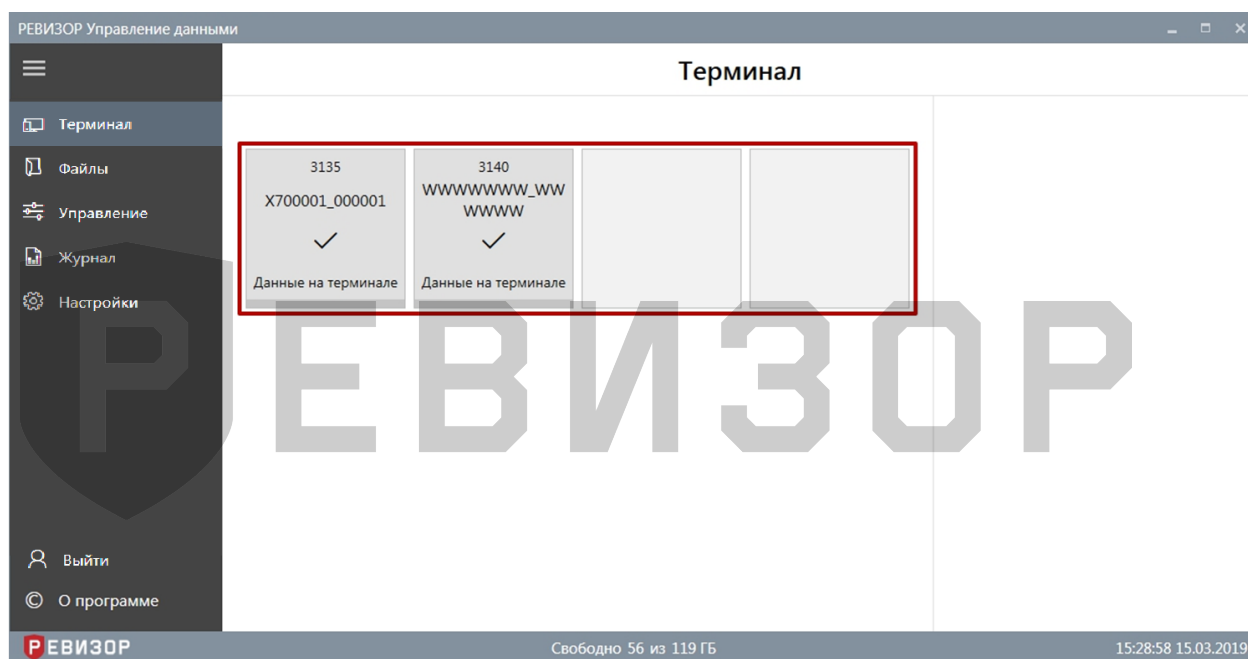 РЕВИЗОР Управление данными
Терминал
Терминал
Файлы
Управление
Журнал
Настройки
3135
X700001_000001
Данные на терминале
3140
WWWWWWW_WW
WWWW
Данные на терминале
РЕВИЗОР
Выйти
О программе
РЕВИЗОР
Свободно 56 из 119 ГБ
15:28:58 15.03.2019